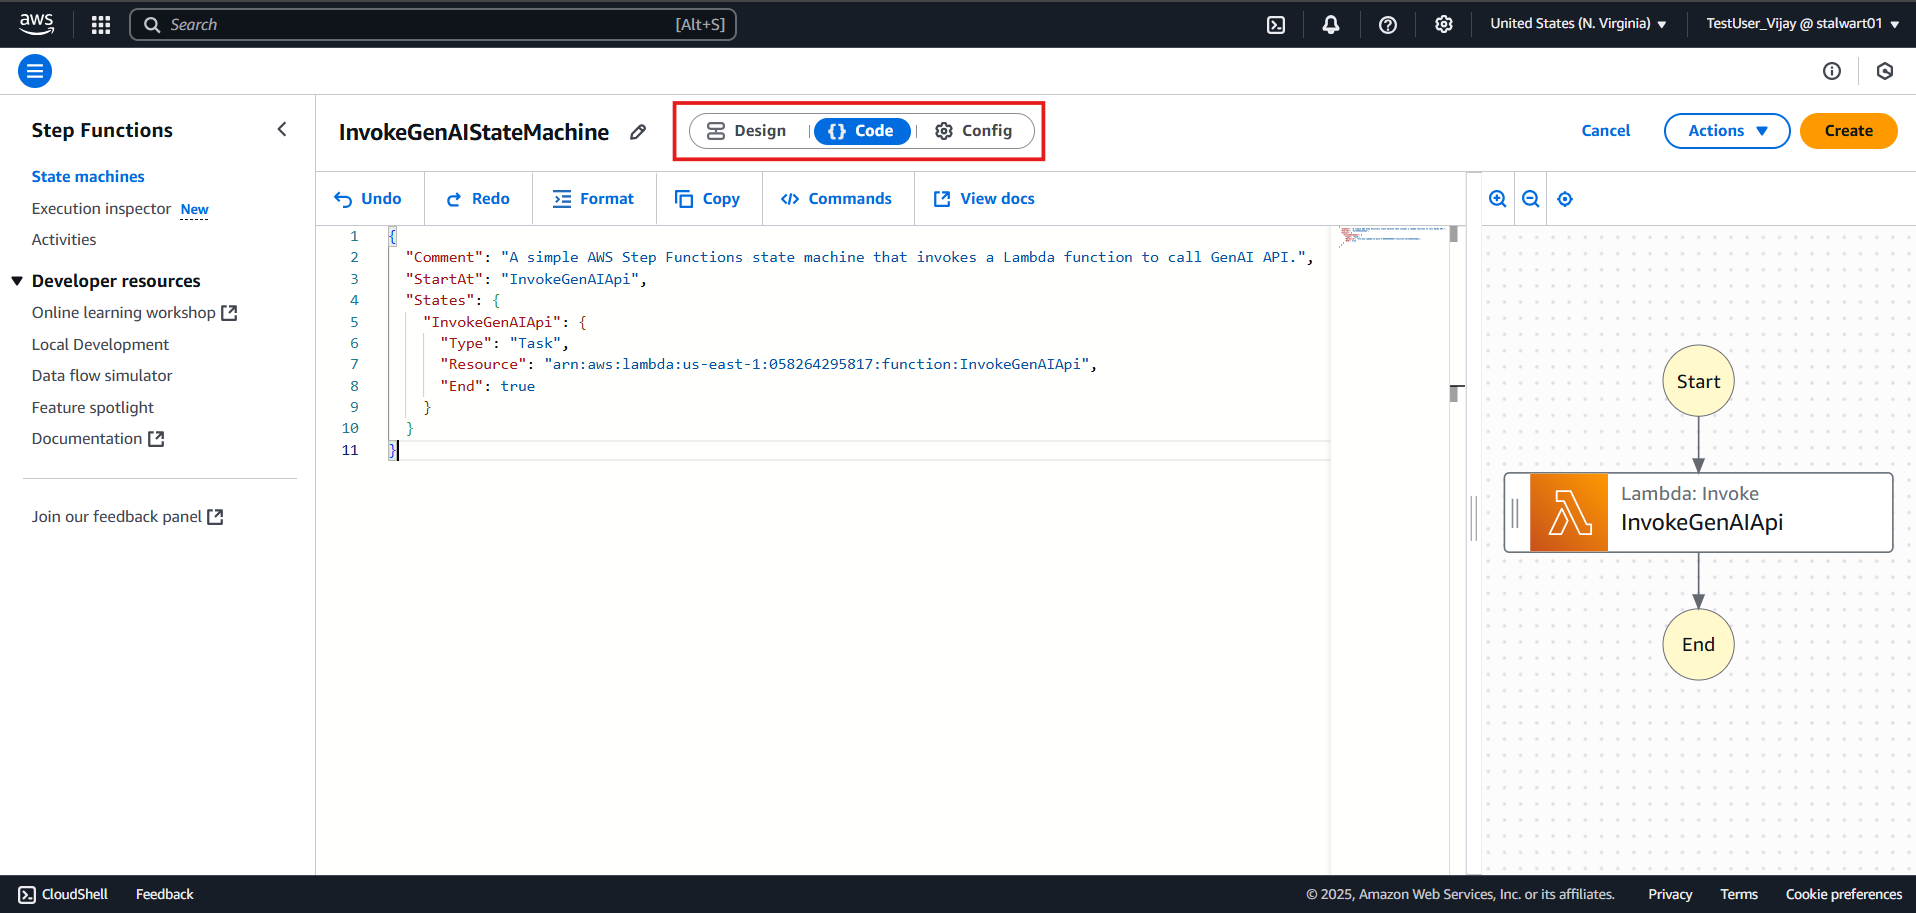 aws
Search
[Alt+S]
United States (N. Virginia)
TestUser_Vijay @ stalwart01
Step Functions
State machines
Execution inspector New
Activities
Developer resources
Online learning workshop
Local Development
Data flow simulator
Feature spotlight
Documentation
Join our feedback panel
InvokeGenAIStateMachine
Design
{} Code
Config
Cancel
Actions
Create
Undo
Redo
Format
Copy
Commands
View docs
1 {
2 "Comment": "A simple AWS Step Functions state machine that invokes a Lambda function to call GenAI API.",
3 "StartAt": "InvokeGenAIApi",
4 "States": {
5 "InvokeGenAIApi": {
6 "Type": "Task",
7 "Resource": "arn:aws:lambda:us-east-1:058264295817:function:InvokeGenAIApi",
8 "End": true
9 }
10 }
11 }
Start
Lambda: Invoke
InvokeGenAIApi
End
CloudShell
Feedback
© 2025, Amazon Web Services, Inc. or its affiliates.
Privacy
Terms
Cookie preferences